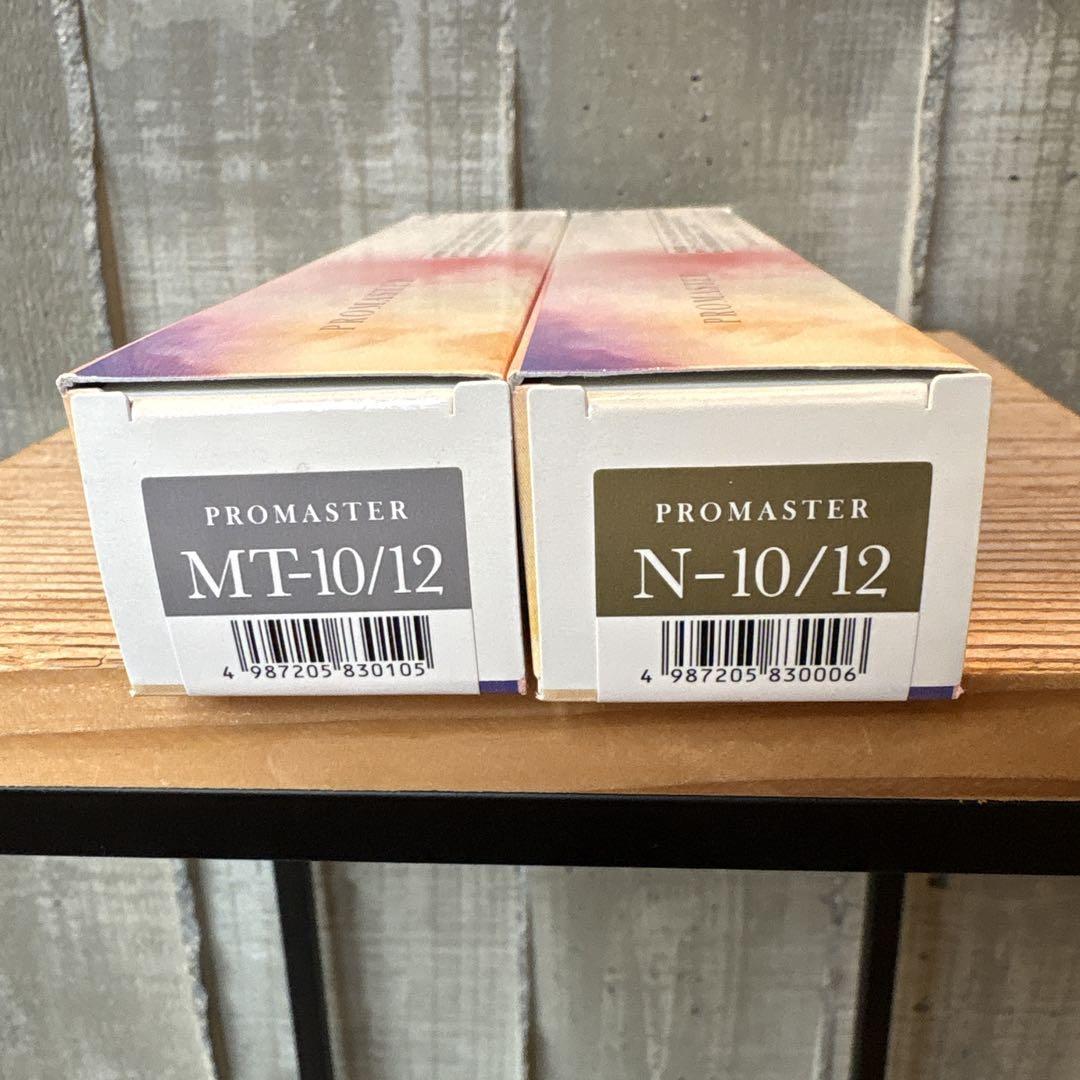 PROMASTER
PROMASTER
PROMASTER
MT-10/12
4 987205 830105
PROMASTER
N-10/12
4 987205 830006